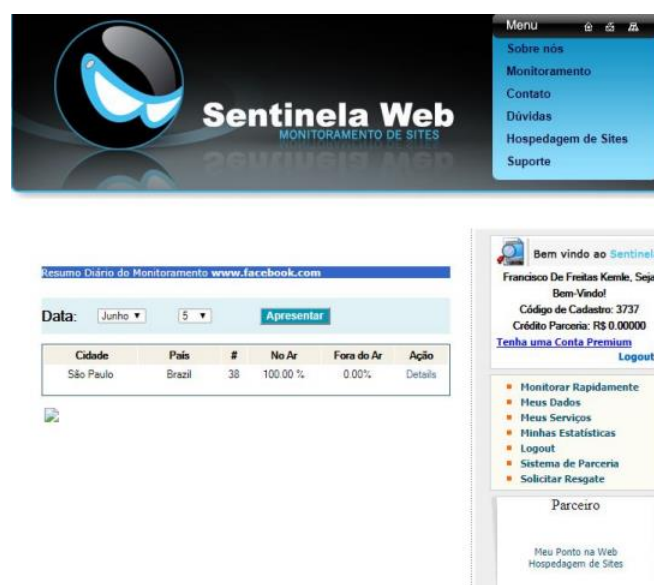 Menu
Sobre nós
Monitoramento
Contato
Dúvidas
Hospedagem de Sites
Suporte
Sentinela Web
MONITORAMENTO DE SITES
Resumo Diário do Monitoramento www.facebook.com
Data: Junho 5 Apresentar
Cidade País # No Ar Fora do Ar Ação
São Paulo Brazil 38 100.00 % 0.00% Details
Bem vindo ao Sentinel
Francisco De Freitas Kemle, Seja
Bem-Vindo!
Código de Cadastro: 3737
Crédito Parceria: R$ 0.00000
Tenha uma Conta Premium
Logout
Monitorar Rapidamente
Meus Dados
Meus Serviços
Minhas Estatísticas
Logout
Sistema de Parceria
Solicitar Resgate
Parceiro
Meu Ponto na Web
Hospedagem de Sites